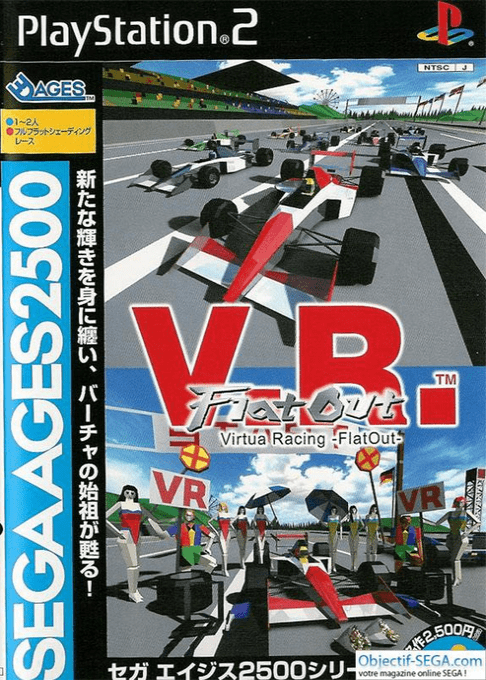 PlayStation®2
NTSC J
AGES™
1~2人
フルフラットシェーディング
レース
SEGA AGES 2500
新たな輝きを身に纏い、バーチャの始祖が甦る!
V.R.™
FlatOut
Virtua Racing -FlatOut-
VR
VR
作2,500円
セガ エイジス2500シリー
Objectif-SEGA.com
votre magazine online SEGA !